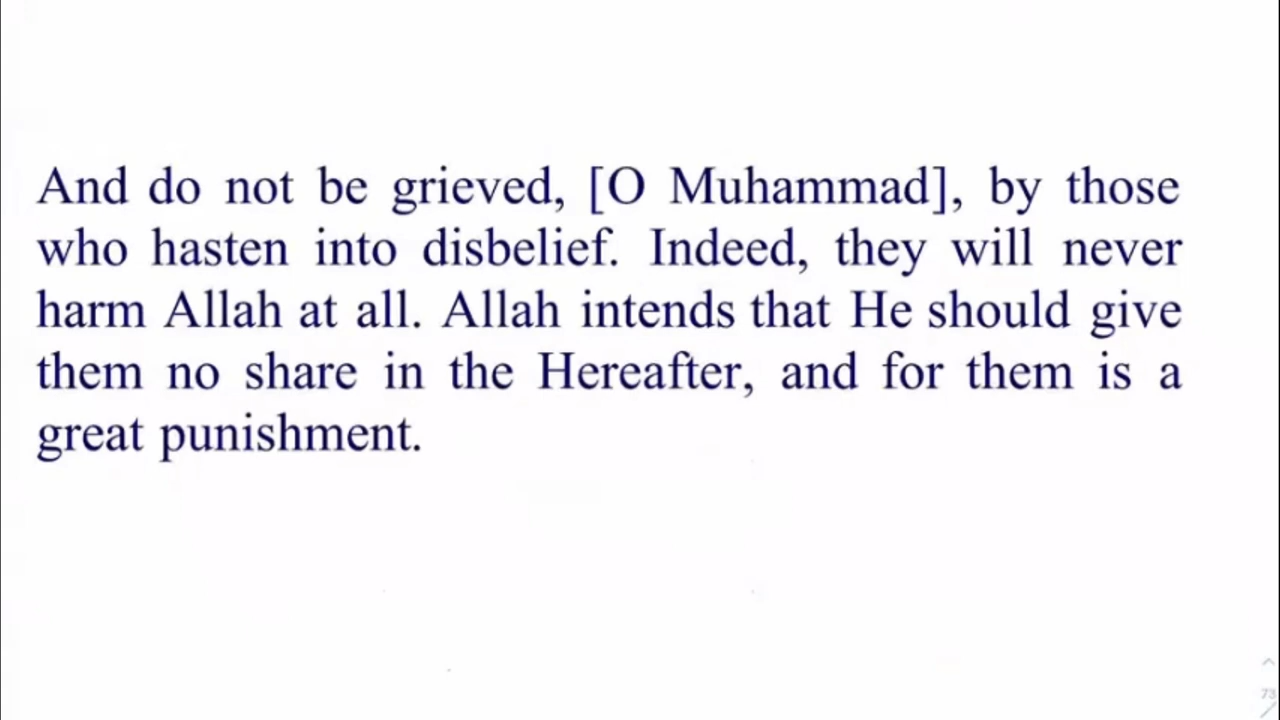 And do not be grieved, [O Muhammad], by those
who hasten into disbelief. Indeed, they will never
harm Allah at all. Allah intends that He should give
them no share in the Hereafter, and for them is a
great punishment.
73